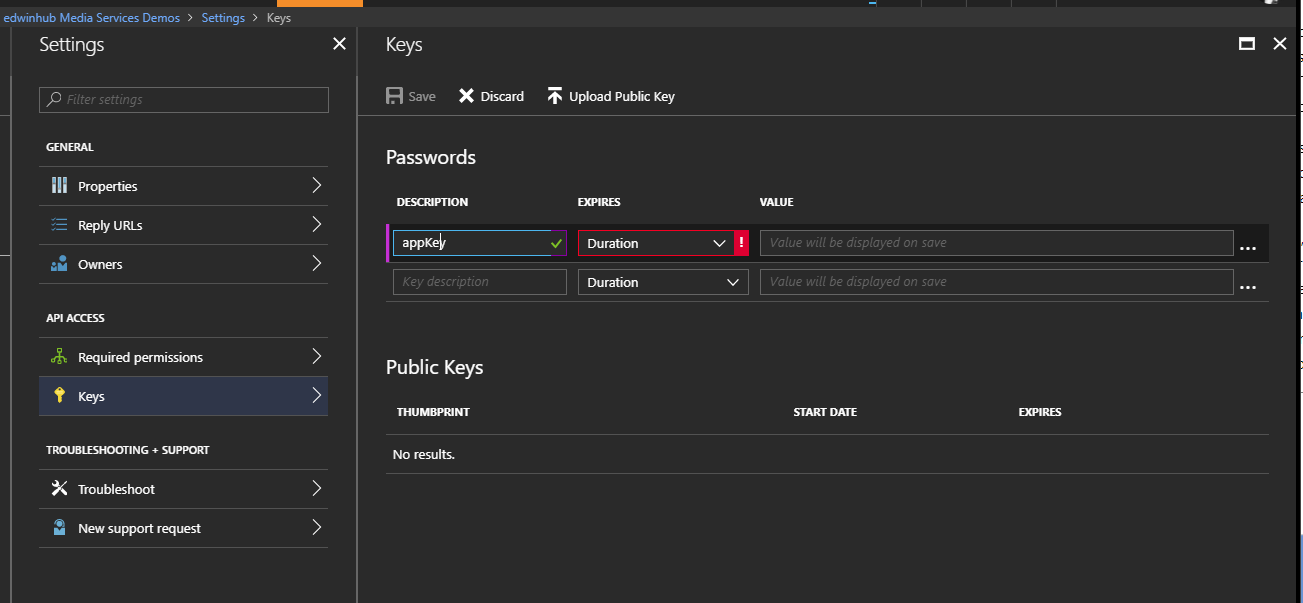 edwinhub Media Services Demos > Settings > Keys
Settings
Filter settings
GENERAL
Properties
Reply URLs
Owners
API ACCESS
Required permissions
Keys
TROUBLESHOOTING + SUPPORT
Troubleshoot
New support request
Keys
Save Discard Upload Public Key
Passwords
DESCRIPTION EXPIRES VALUE
appKey Duration ! Value will be displayed on save ...
Key description Duration Value will be displayed on save ...
Public Keys
THUMBPRINT START DATE EXPIRES
No results.